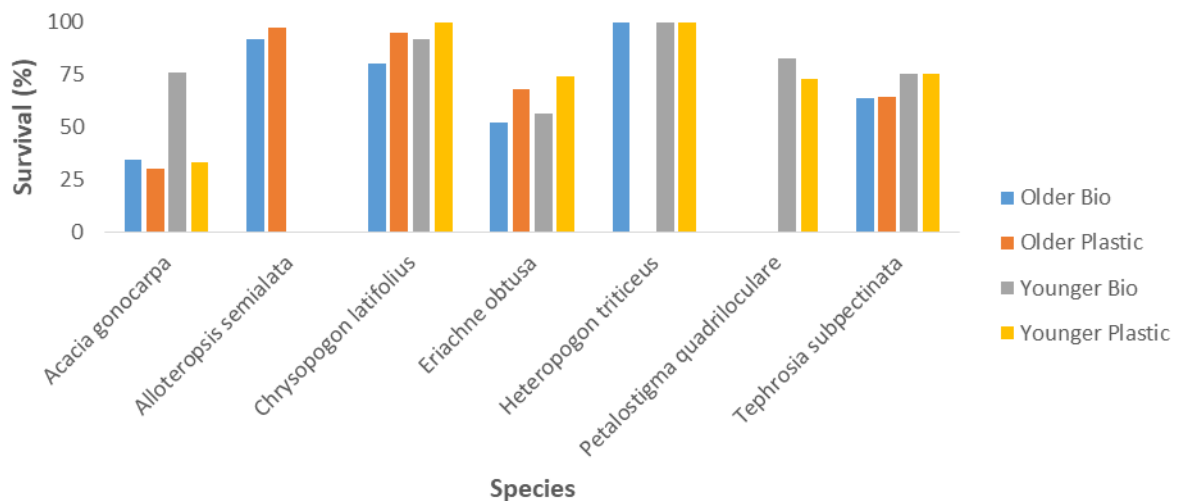 100
75
50
25
0
Survival (%)
Acacia gonocarpa
Alloteropsis semialata
Chrysopogon latifolius
Eriachne obtusa
Heteropogon triticeus
Petalostigma quadriloculare
Tephrosia subpectinata
Species
Older Bio
Older Plastic
Younger Bio
Younger Plastic